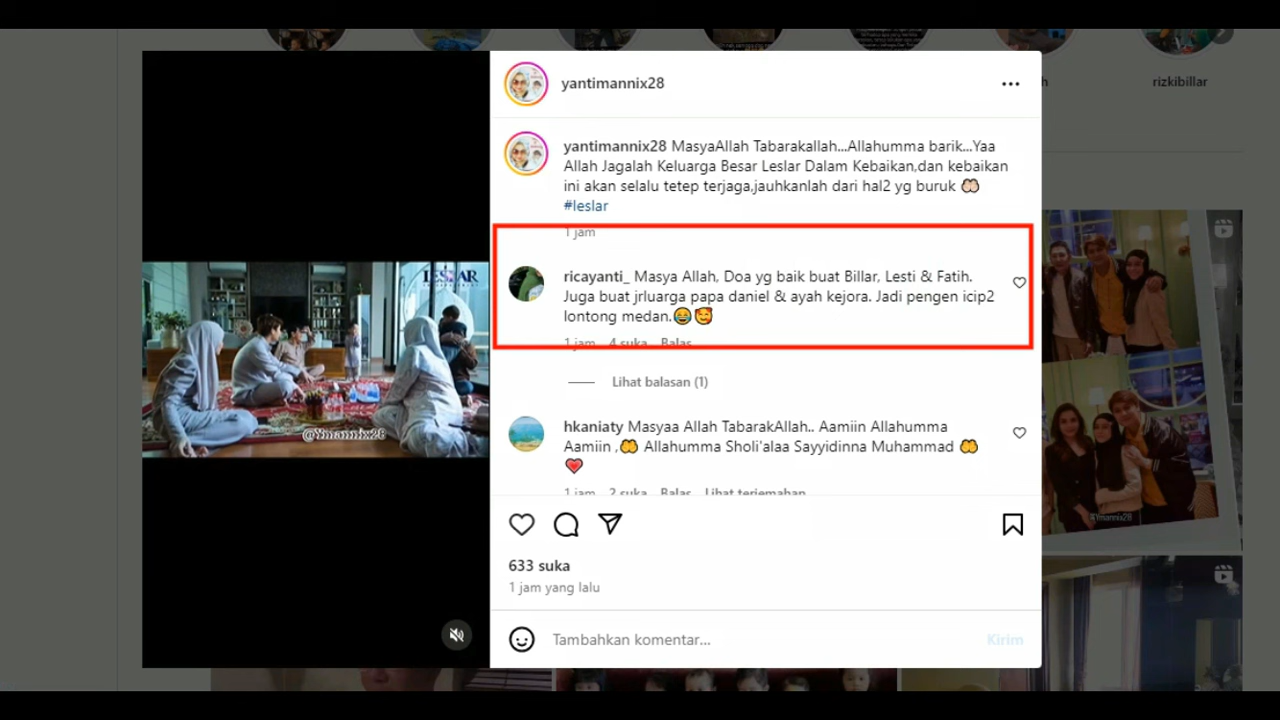 rizkibillar
yantimannix28
yantimannix28 MasyaAllah Tabarakallah...Allahumma barik...Yaa
Allah Jagalah Keluarga Besar Leslar Dalam Kebaikan,dan kebaikan
ini akan selalu tetep terjaga,jauhkanlah dari hal2 yg buruk 🤲🏻
#leslar
1 jam
ricayanti_ Masya Allah, Doa yg baik buat Billar, Lesti & Fatih.
Juga buat jrluarga papa daniel & ayah kejora. Jadi pengen icip2
lontong medan.😂🥰
1 jam 4 suka Balas
Lihat balasan (1)
hkaniaty Masyaa Allah TabarakAllah.. Aamiin Allahumma
Aamiin ,🤲 Allahumma Sholi'alaa Sayyidinna Muhammad 🤲
❤️
1 jam 2 suka Balas Lihat terjemahan
633 suka
1 jam yang lalu
Tambahkan komentar...
Kirim
LESLAR
@Ymannix28
@Ymannix28